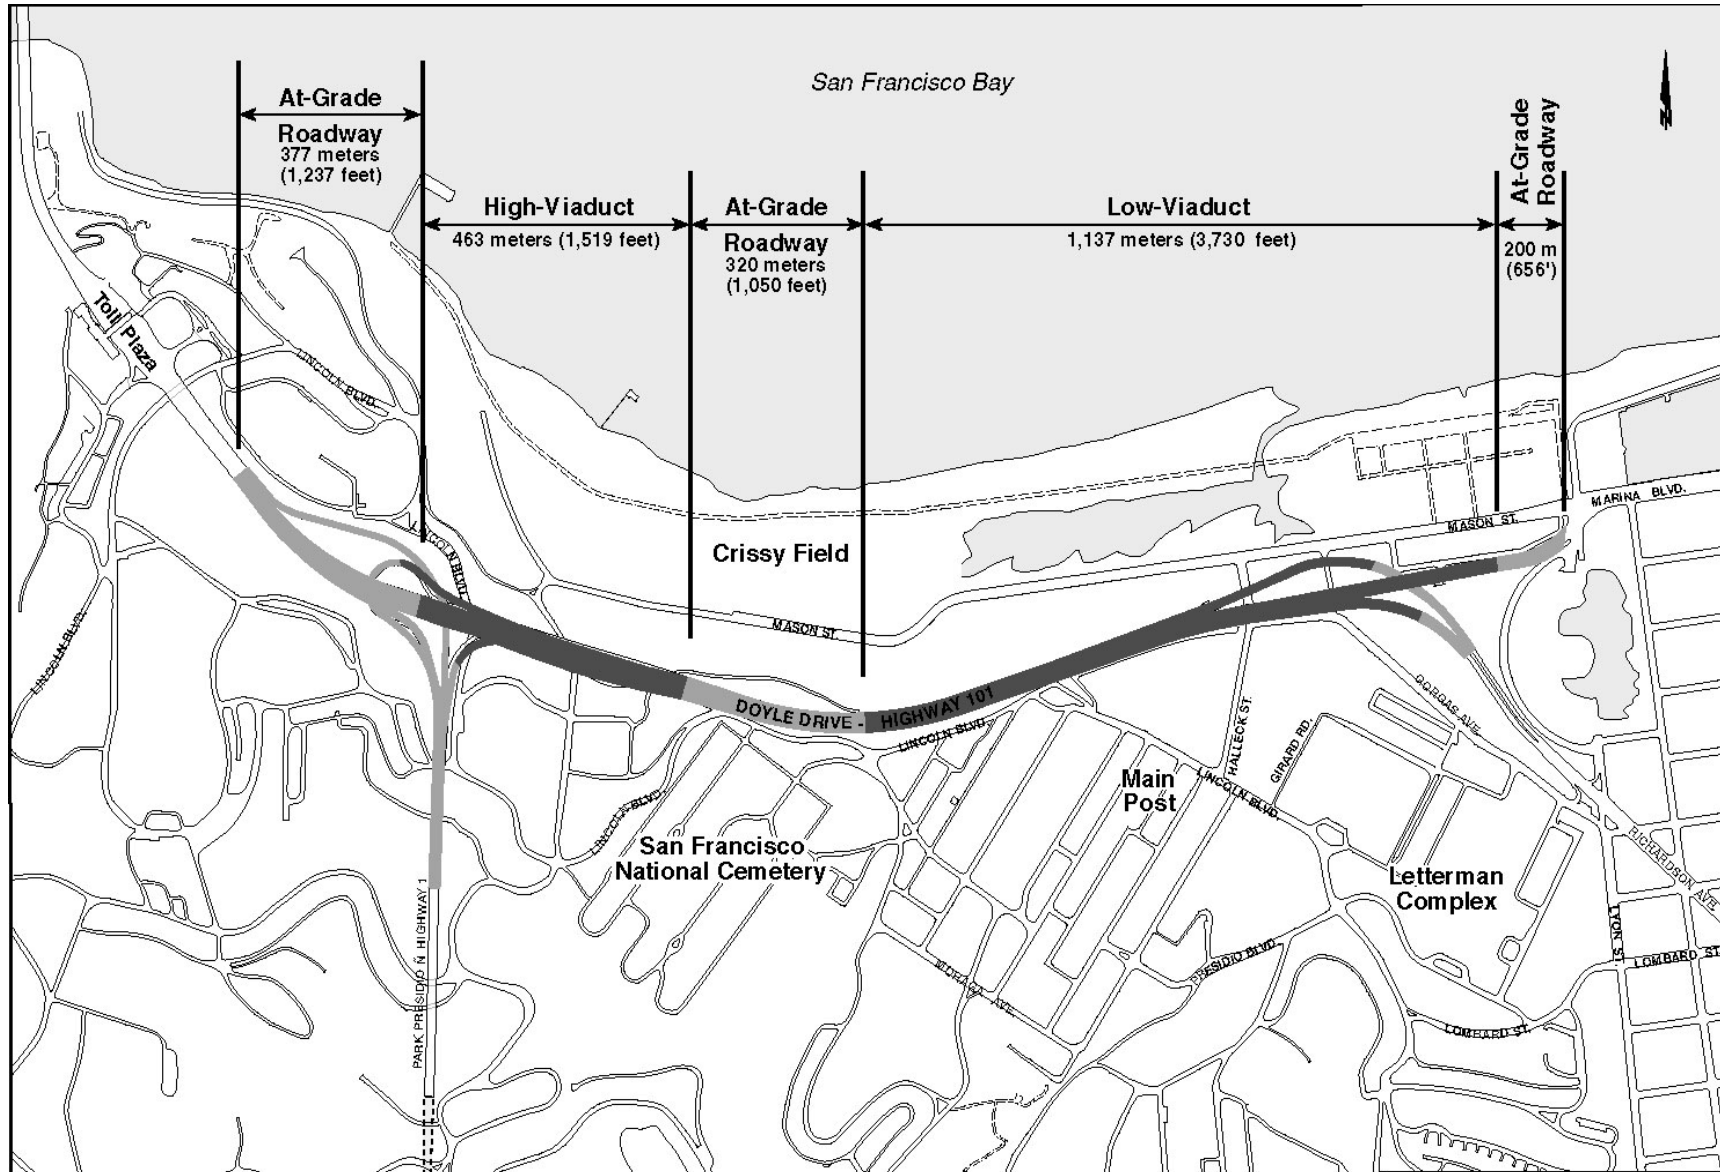 San Francisco Bay
At-Grade
Roadway
377 meters
(1,237 feet)
High-Viaduct
463 meters (1,519 feet)
At-Grade
Roadway
320 meters
(1,050 feet)
Low-Viaduct
1,137 meters (3,730 feet)
At-Grade
Roadway
200 m
(656')
N
Toll Plaza
LINCOLN BLVD.
LINCOLN BLVD.
LINCOLN BLVD.
Crissy Field
MASON ST.
MASON ST.
MARINA BLVD.
DOYLE DRIVE - HIGHWAY 101
LINCOLN BLVD.
LINCOLN BLVD.
LINCOLN BLVD.
HALLECK ST.
GIRARD RD.
GORGAS AVE.
Main
Post
San Francisco
National Cemetery
Letterman
Complex
RICHARDSON AVE.
LYON ST.
LOMBARD ST.
LOMBARD ST.
PRESIDIO BLVD.
MORAGA AVE.
PARK PRESIDIO Ñ HIGHWAY 1